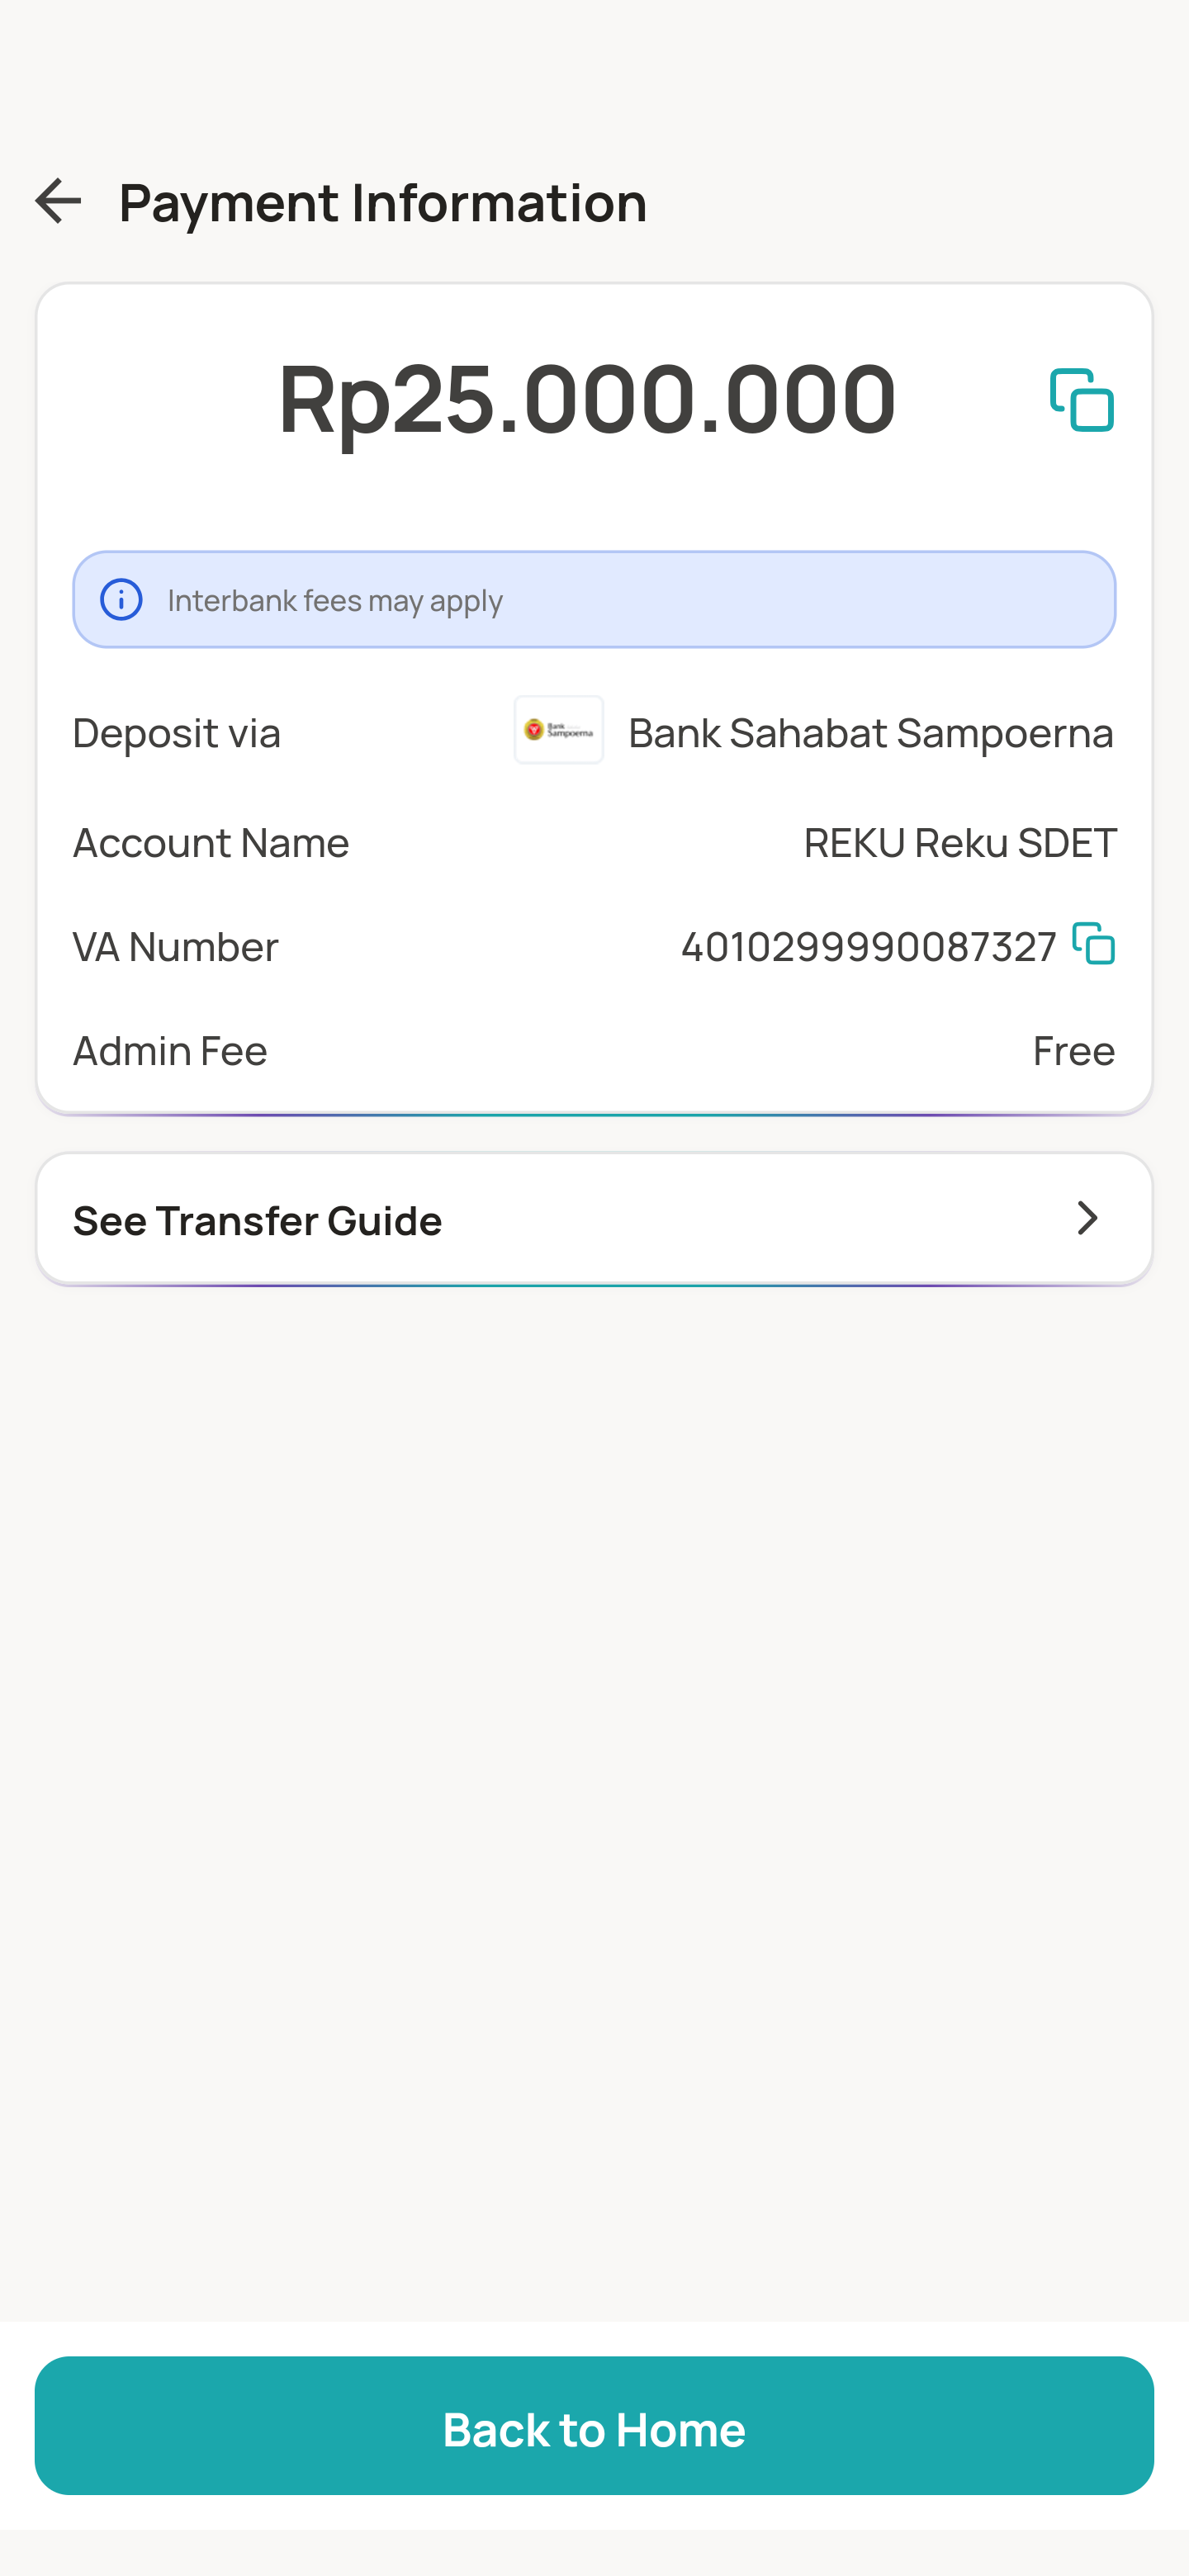 Payment Information
Rp25.000.000
Interbank fees may apply
Deposit via Bank Sampoerna Bank Sahabat Sampoerna
Account Name REKU Reku SDET
VA Number 4010299990087327
Admin Fee Free
See Transfer Guide
Back to Home